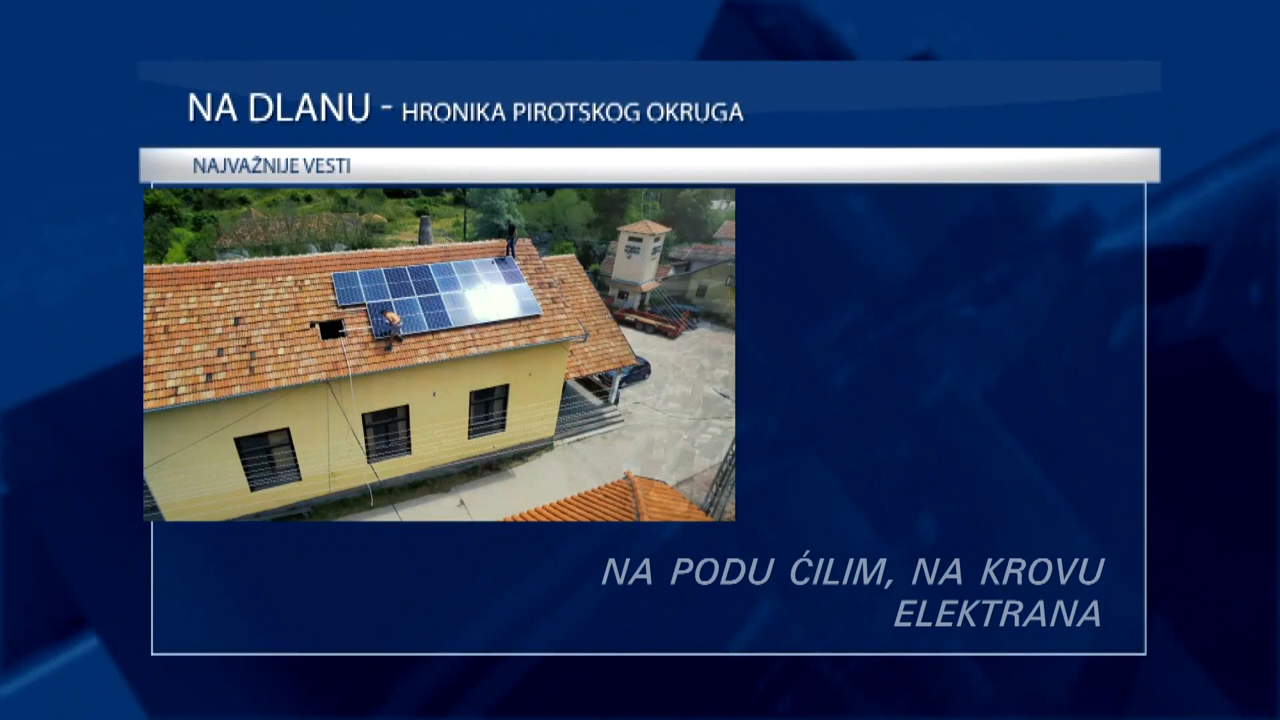 NA DLANU - HRONIKA PIROTSKOG OKRUGA
NAJVAŽNIJE VESTI
NA PODU ĆILIM, NA KROVU
ELEKTRANA